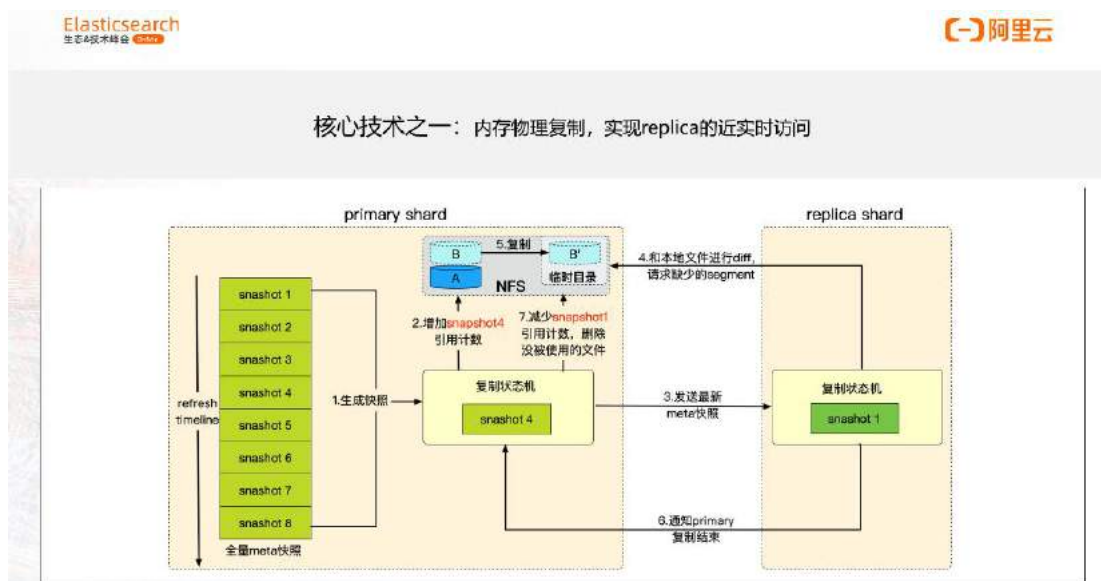 Elasticsearch
生态&技术峰会
阿里云
核心技术之一：内存物理复制，实现replica的近实时访问
primary shard
replica shard
B
5.复制
B'
A
临时目录
NFS
4.和本地文件进行diff,
请求缺少的segment
snashot 1
snashot 2
snashot 3
snashot 4
snashot 5
snashot 6
snashot 7
snashot 8
全量meta快照
refresh
timeline
1.生成快照
2.增加snapshot4
引用计数
7.减少snapshot1
引用计数，删除
没被使用的文件
复制状态机
snashot 4
3.发送最新
meta快照
复制状态机
snashot 1
6.通知primary
复制结束